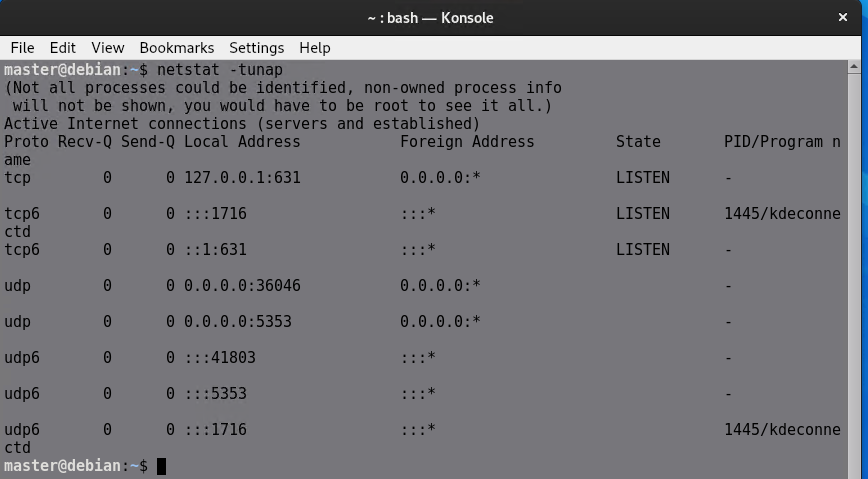 ~ : bash — Konsole
File Edit View Bookmarks Settings Help
master@debian:~$ netstat -tunap
(Not all processes could be identified, non-owned process info
 will not be shown, you would have to be root to see it all.)
Active Internet connections (servers and established)
Proto Recv-Q Send-Q Local Address           Foreign Address         State       PID/Program n
ame
tcp        0      0 127.0.0.1:631           0.0.0.0:*               LISTEN      -
tcp6       0      0 :::1716                 :::*                    LISTEN      1445/kdeconne
ctd
tcp6       0      0 ::1:631                 :::*                    LISTEN      -
udp        0      0 0.0.0.0:36046           0.0.0.0:*                           -
udp        0      0 0.0.0.0:5353            0.0.0.0:*                           -
udp6       0      0 :::41803                :::*                                -
udp6       0      0 :::5353                 :::*                                -
udp6       0      0 :::1716                 :::*                                1445/kdeconne
ctd
master@debian:~$